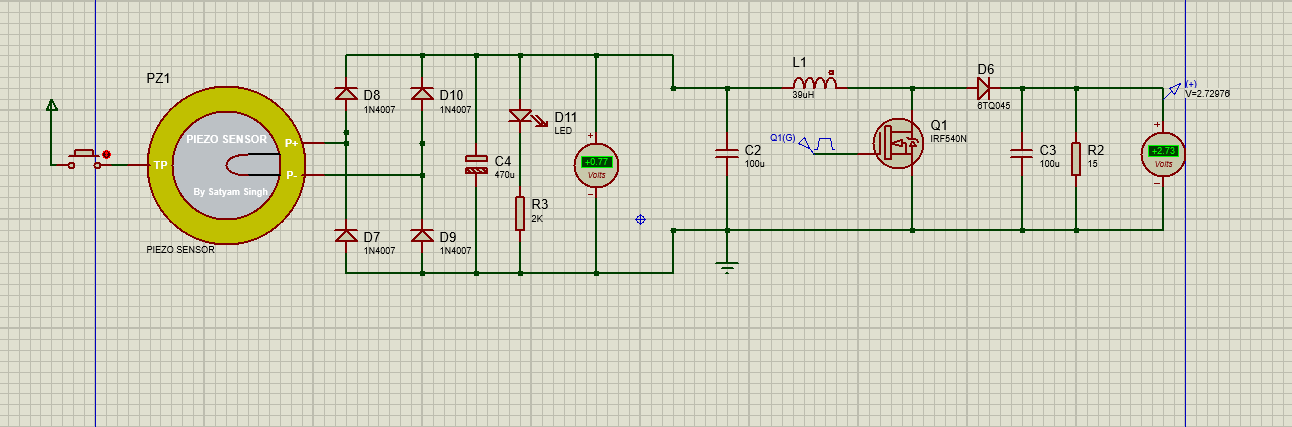 PZ1
PIEZO SENSOR
TP
P+
P-
By Satyam Singh
PIEZO SENSOR
D8
1N4007
D10
1N4007
D7
1N4007
D9
1N4007
C4
470u
D11
LED
R3
2K
+
+0.77
Volts
−
C2
100u
L1
39uH
Q1(G)
Q1
IRF540N
D6
6TQ045
C3
100u
R2
15
(+)
V=2.72976
+
+2.73
Volts
−